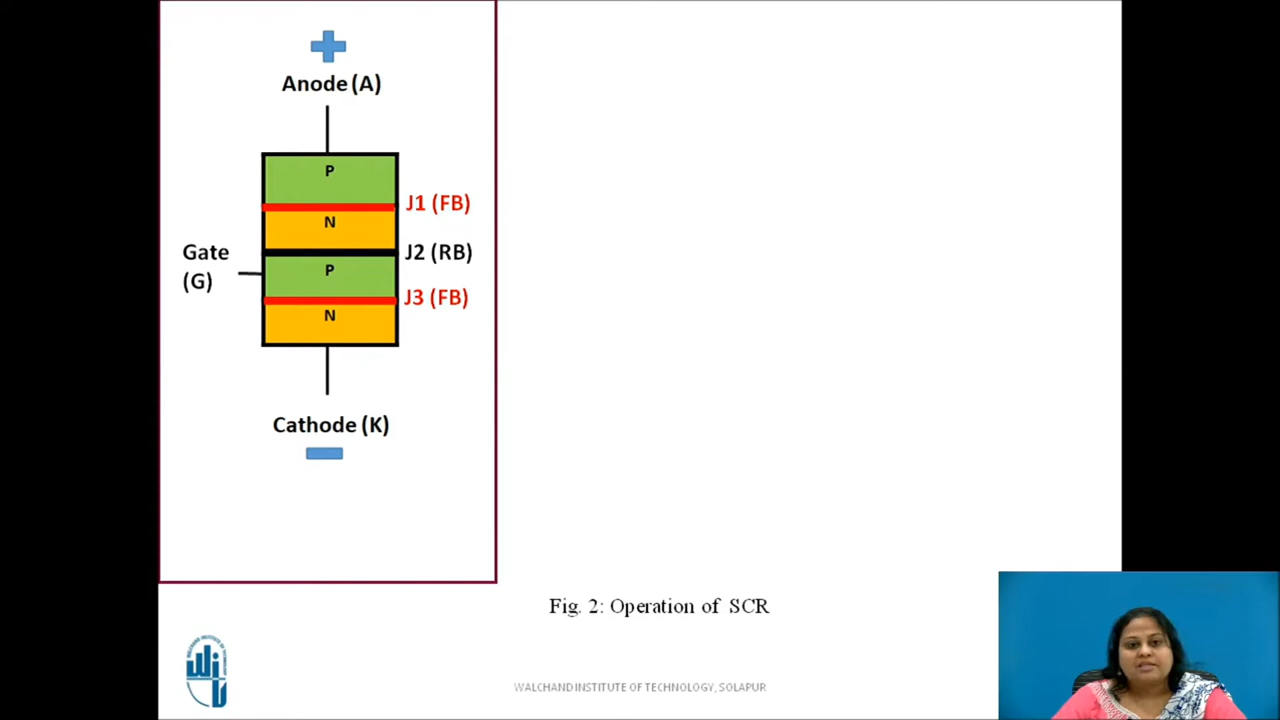 Anode (A)
P
J1 (FB)
N
Gate
(G)
J2 (RB)
P
J3 (FB)
N
Cathode (K)
Fig. 2: Operation of SCR
WALCHAND INSTITUTE OF TECHNOLOGY, SOLAPUR